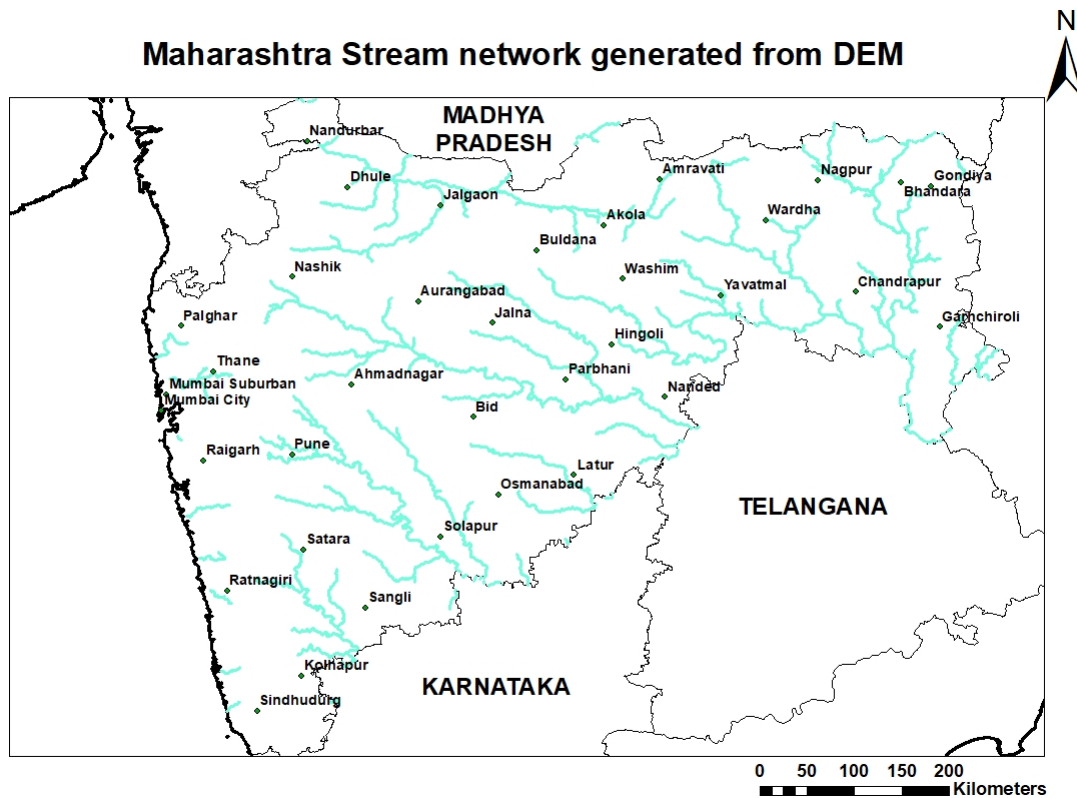 N
Maharashtra Stream network generated from DEM
MADHYA
PRADESH
Nandurbar
Dhule
Jalgaon
Amravati
Nagpur
Gondiya
Bhandara
Akola
Wardha
Buldana
Nashik
Washim
Yavatmal
Chandrapur
Aurangabad
Jalna
Palghar
Hingoli
Garhchiroli
Thane
Ahmadnagar
Parbhani
Mumbai Suburban
Mumbai City
Nanded
Bid
Raigarh
Pune
Latur
Osmanabad
TELANGANA
Solapur
Satara
Ratnagiri
Sangli
Kolhapur
KARNATAKA
Sindhudurg
0 50 100 150 200
Kilometers